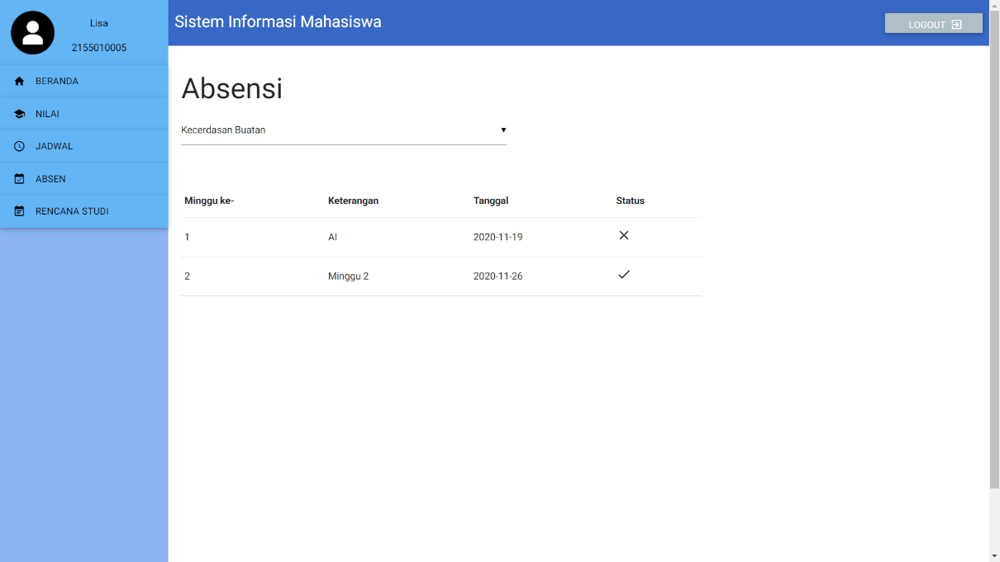 Lisa
2155010005
BERANDA
NILAI
JADWAL
ABSEN
RENCANA STUDI
Sistem Informasi Mahasiswa
LOGOUT
Absensi
Kecerdasan Buatan
Minggu ke- Keterangan Tanggal Status
1 AI 2020-11-19
2 Minggu 2 2020-11-26